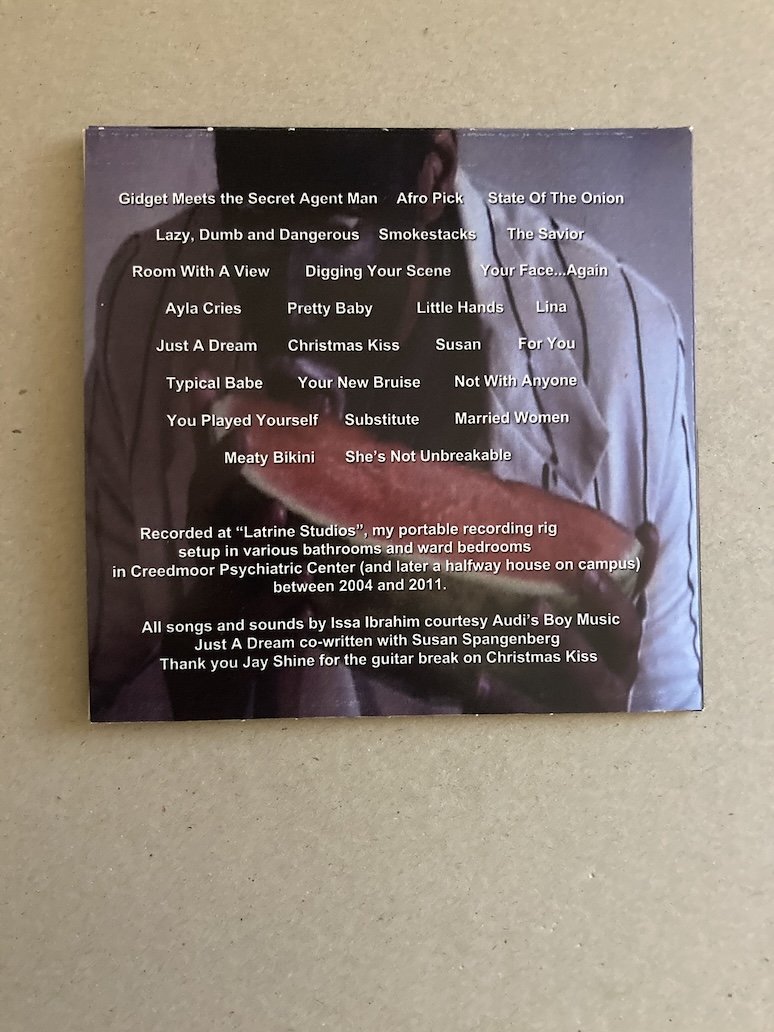 Gidget Meets the Secret Agent Man Afro Pick State Of The Onion
Lazy, Dumb and Dangerous Smokestacks The Savior
Room With A View Digging Your Scene Your Face...Again
Ayla Cries Pretty Baby Little Hands Lina
Just A Dream Christmas Kiss Susan For You
Typical Babe Your New Bruise Not With Anyone
You Played Yourself Substitute Married Women
Meaty Bikini She's Not Unbreakable
Recorded at “Latrine Studios”, my portable recording rig
setup in various bathrooms and ward bedrooms
in Creedmoor Psychiatric Center (and later a halfway house on campus)
between 2004 and 2011.
All songs and sounds by Issa Ibrahim courtesy Audi's Boy Music
Just A Dream co-written with Susan Spangenberg
Thank you Jay Shine for the guitar break on Christmas Kiss